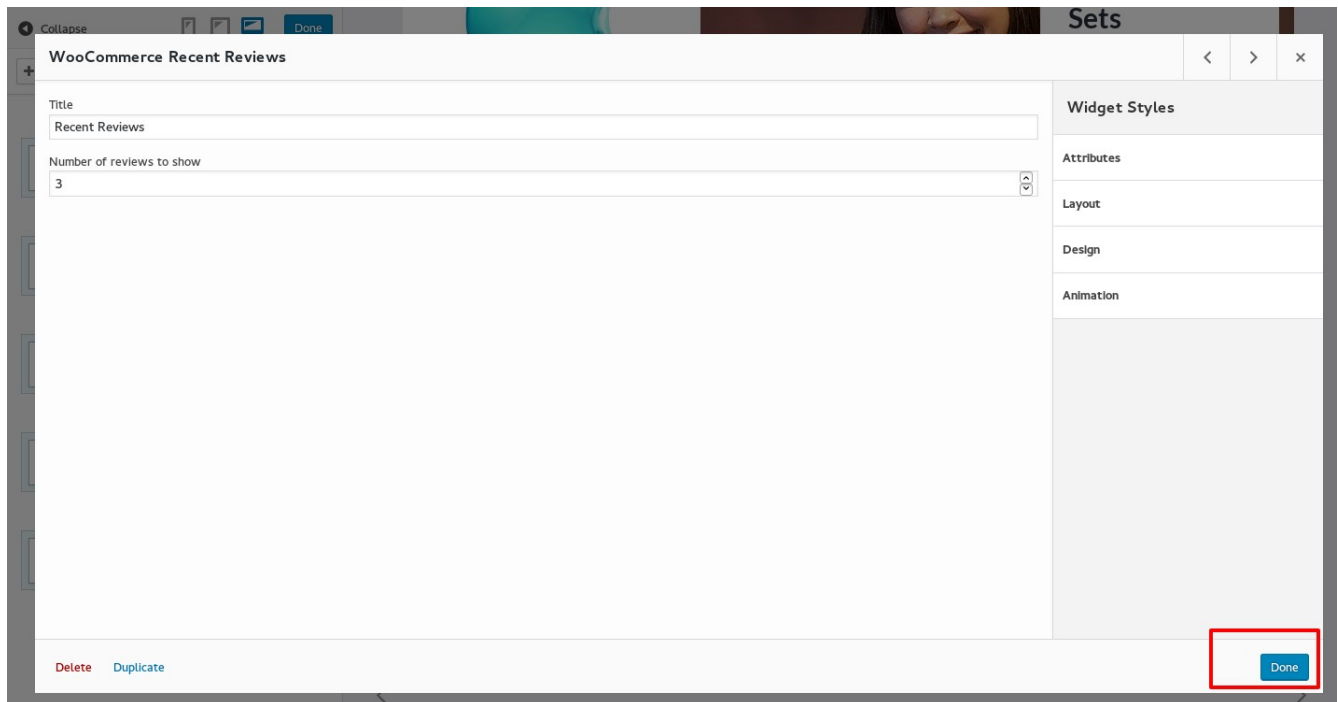 Collapse
Done
Sets
WooCommerce Recent Reviews
Title
Recent Reviews
Number of reviews to show
3
Widget Styles
Attributes
Layout
Design
Animation
Delete
Duplicate
Done